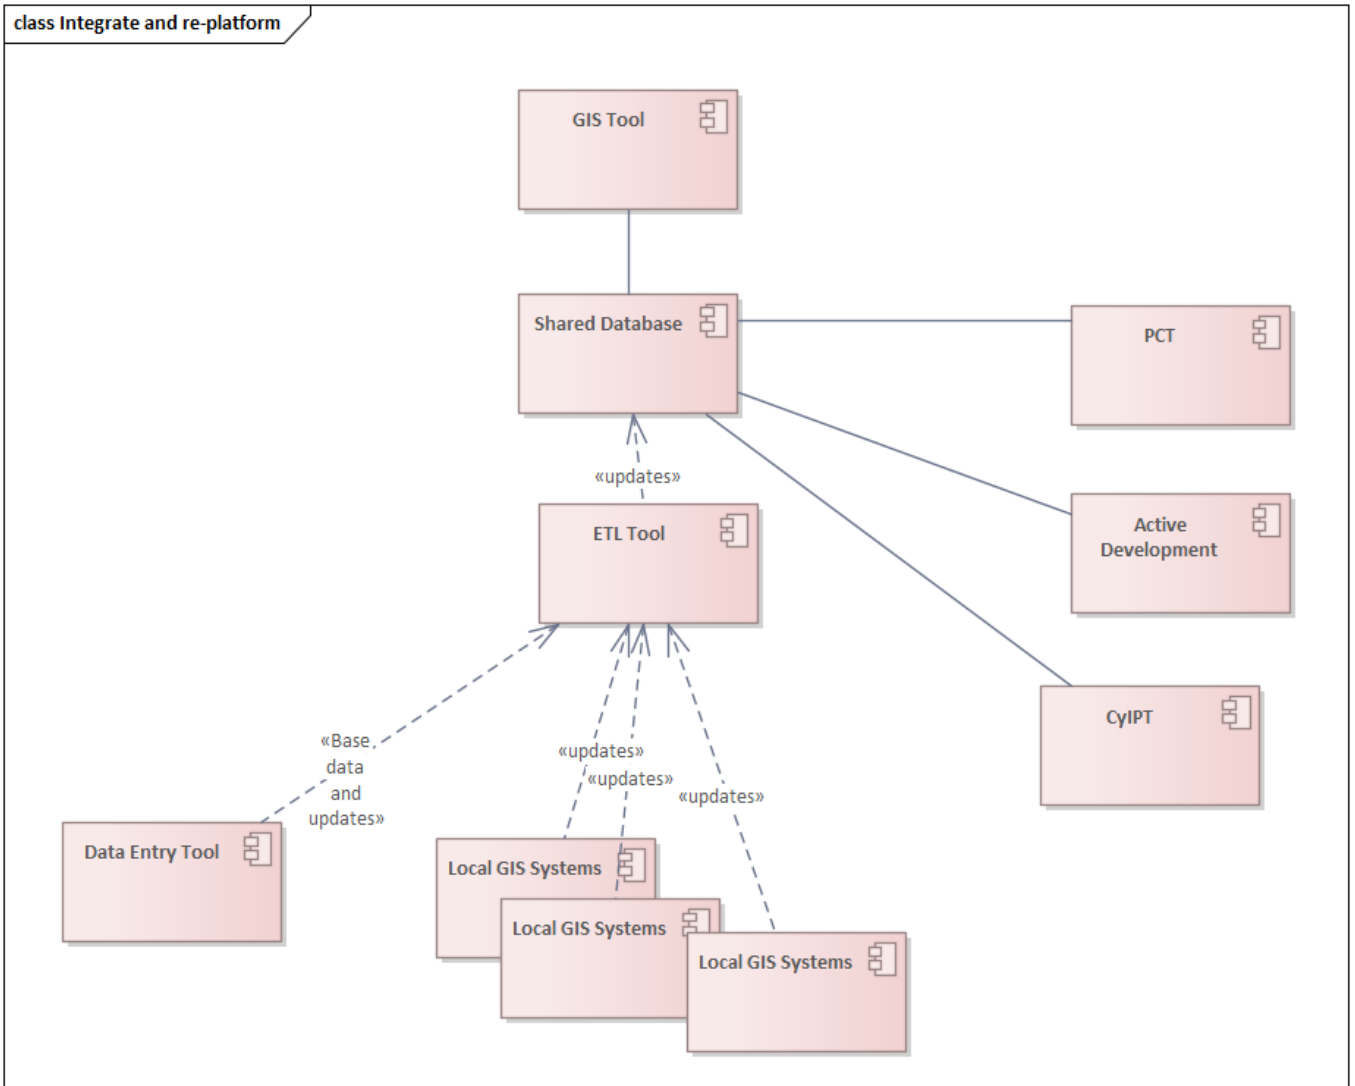 class Integrate and re-platform
GIS Tool
Shared Database
PCT
«updates»
ETL Tool
Active
Development
CyIPT
«Base
data
and
updates»
«updates»
«updates»
«updates»
Data Entry Tool
Local GIS Systems
Local GIS Systems
Local GIS Systems